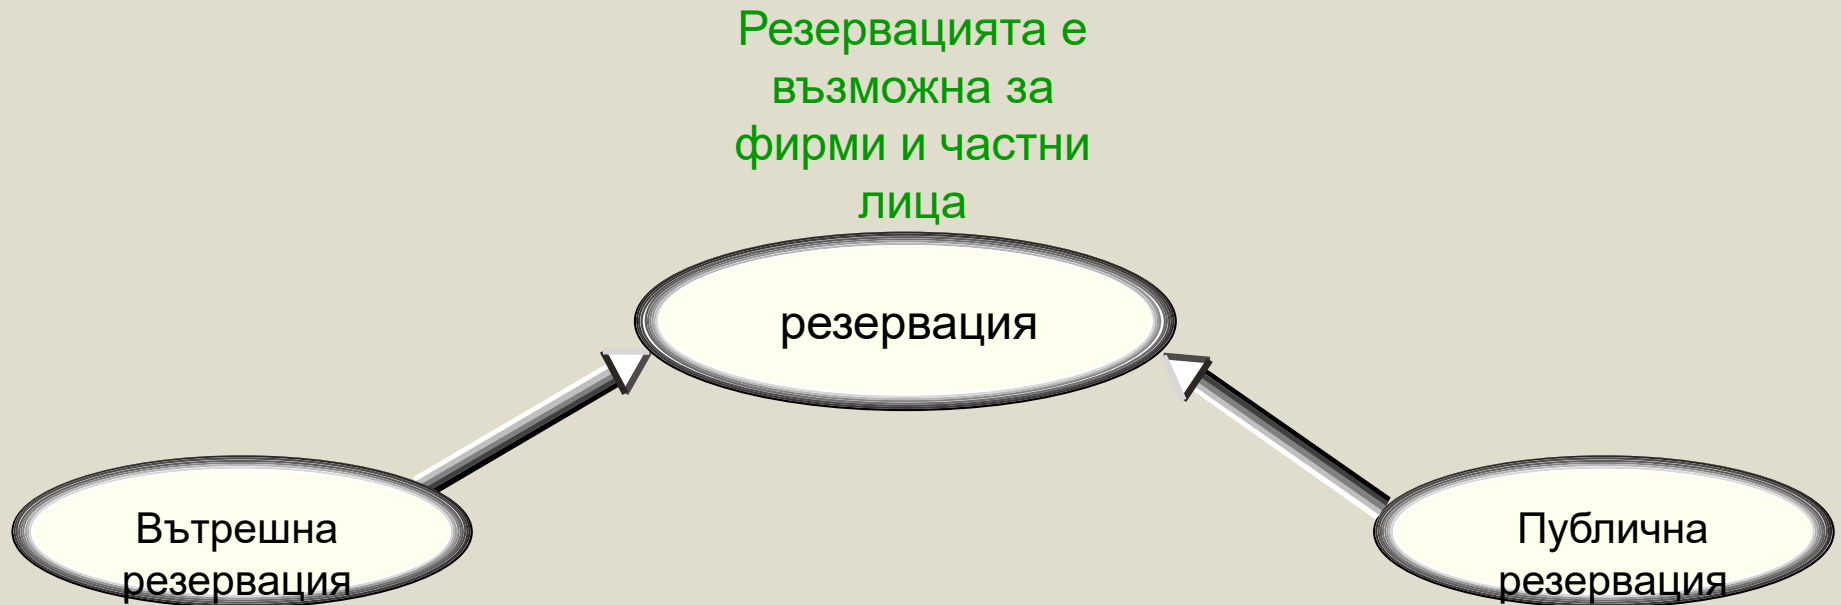 Резервацията е
възможна за
фирми и частни
лица
резервация
Вътрешна
резервация
Публична
резервация